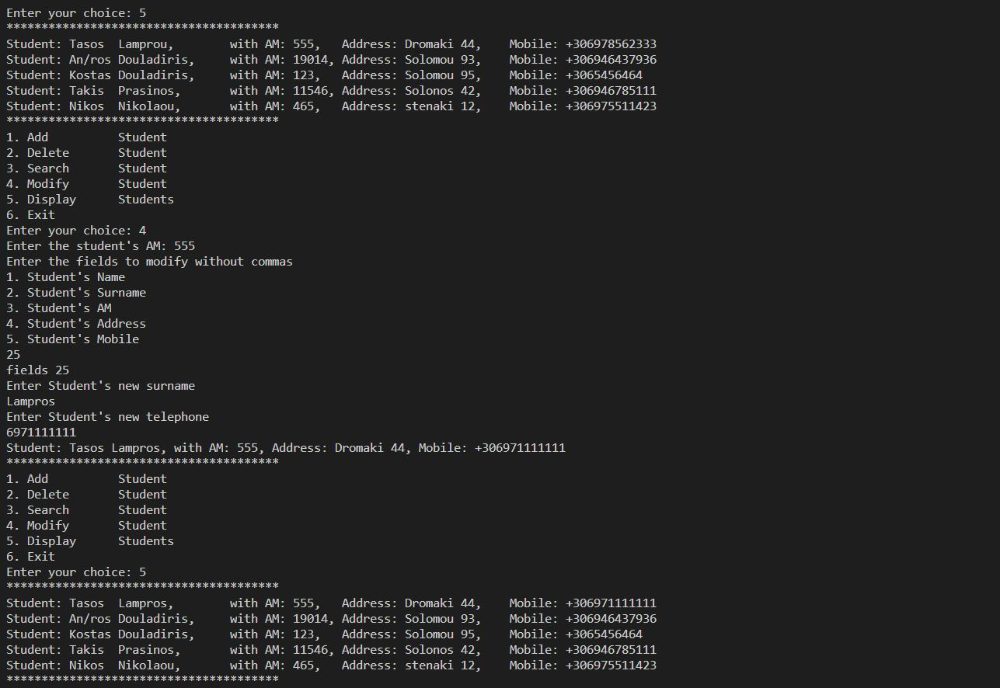 Enter your choice: 5
***************************************
Student: Tasos  Lamprou,        with AM: 555,   Address: Dromaki 44,    Mobile: +306978562333
Student: An/ros Douladiris,     with AM: 19014, Address: Solomou 93,    Mobile: +306946437936
Student: Kostas Douladiris,     with AM: 123,   Address: Solomou 95,    Mobile: +3065456464
Student: Takis  Prasinos,       with AM: 11546, Address: Solonos 42,    Mobile: +306946785111
Student: Nikos  Nikolaou,       with AM: 465,   Address: stenaki 12,    Mobile: +306975511423
***************************************
1. Add          Student
2. Delete       Student
3. Search       Student
4. Modify       Student
5. Display      Students
6. Exit
Enter your choice: 4
Enter the student's AM: 555
Enter the fields to modify without commas
1. Student's Name
2. Student's Surname
3. Student's AM
4. Student's Address
5. Student's Mobile
25
fields 25
Enter Student's new surname
Lampros
Enter Student's new telephone
6971111111
Student: Tasos Lampros, with AM: 555, Address: Dromaki 44, Mobile: +306971111111
***************************************
1. Add          Student
2. Delete       Student
3. Search       Student
4. Modify       Student
5. Display      Students
6. Exit
Enter your choice: 5
***************************************
Student: Tasos  Lampros,        with AM: 555,   Address: Dromaki 44,    Mobile: +306971111111
Student: An/ros Douladiris,     with AM: 19014, Address: Solomou 93,    Mobile: +306946437936
Student: Kostas Douladiris,     with AM: 123,   Address: Solomou 95,    Mobile: +3065456464
Student: Takis  Prasinos,       with AM: 11546, Address: Solonos 42,    Mobile: +306946785111
Student: Nikos  Nikolaou,       with AM: 465,   Address: stenaki 12,    Mobile: +306975511423
***************************************